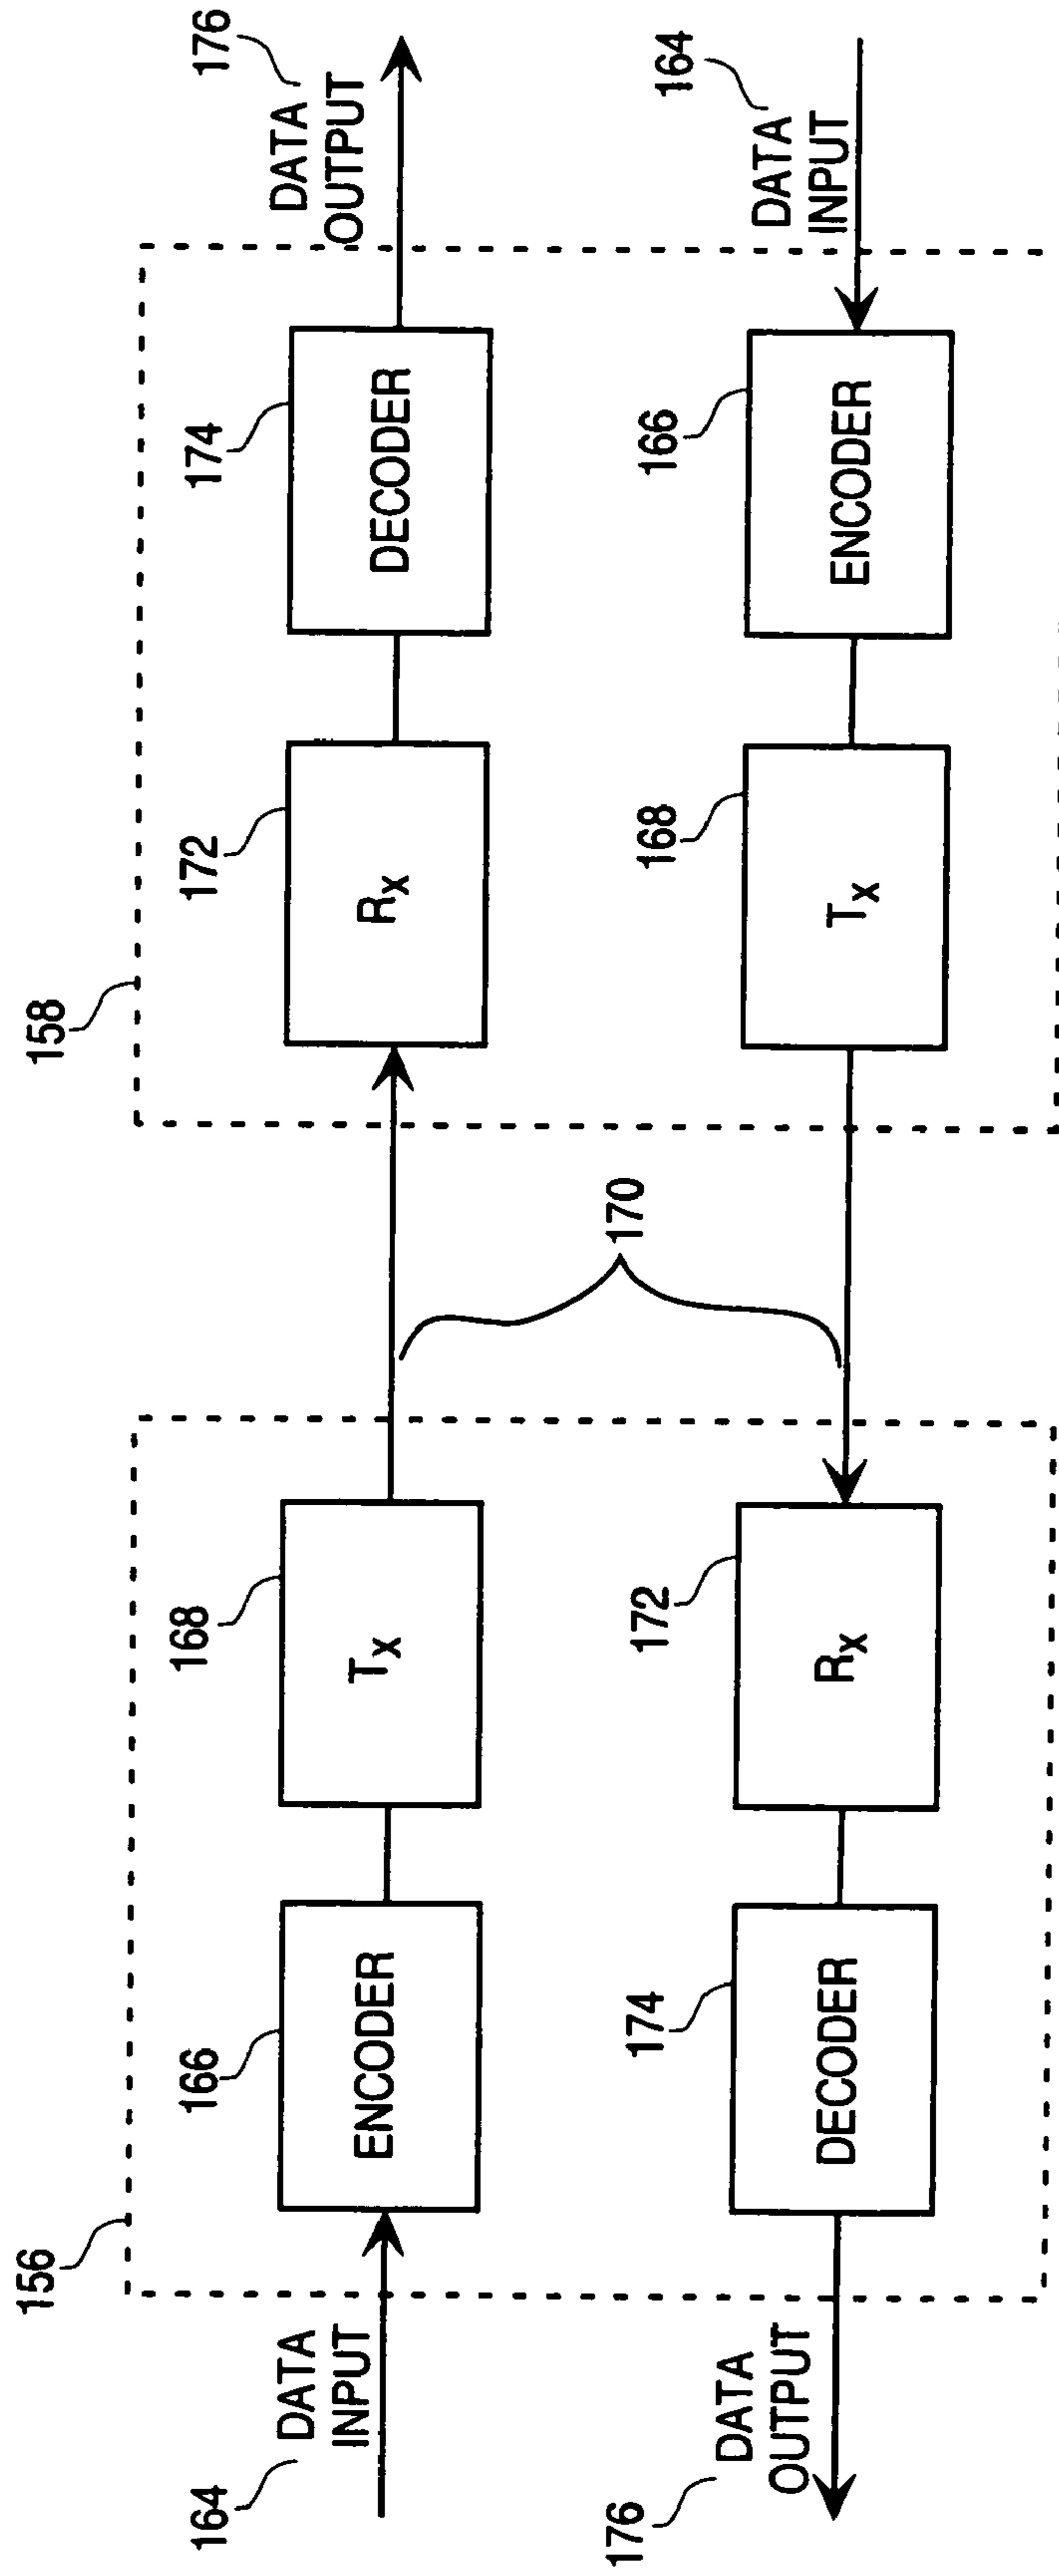 156
158
164
DATA
INPUT
166
ENCODER
168
Tx
172
Rx
174
DECODER
176
DATA
OUTPUT
170
176
DATA
OUTPUT
174
DECODER
172
Rx
168
Tx
166
ENCODER
164
DATA
INPUT